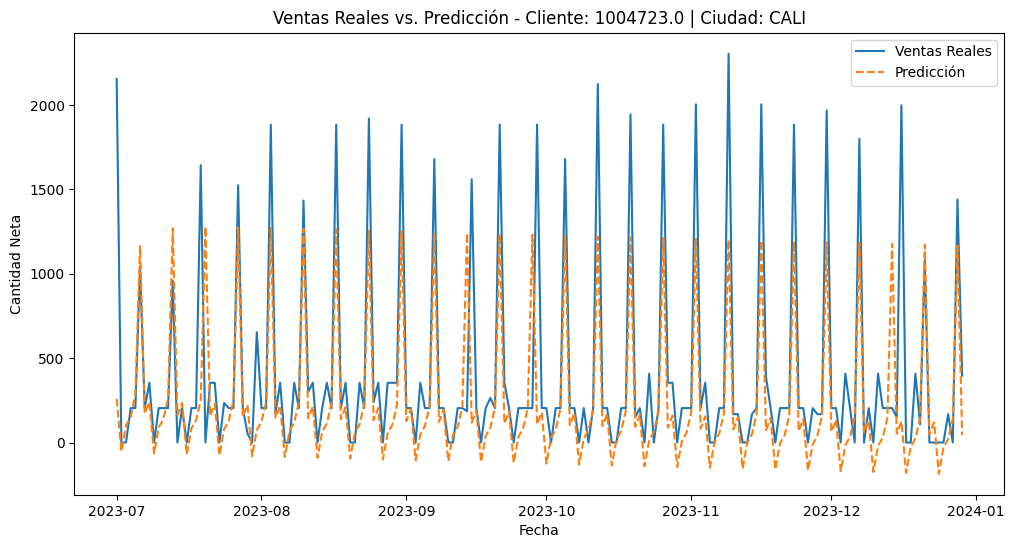 Ventas Reales vs. Predicción - Cliente: 1004723.0 | Ciudad: CALI
Ventas Reales
Predicción
Cantidad Neta
2000
1500
1000
500
0
2023-07
2023-08
2023-09
2023-10
2023-11
2023-12
2024-01
Fecha